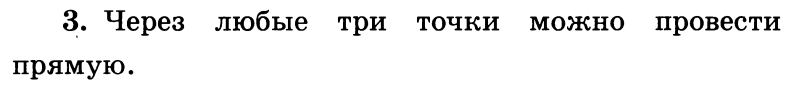 3. Через любые три точки можно провести
прямую.